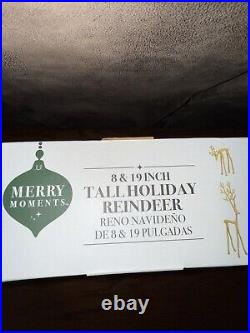 MERRY
MOMENTS
8 & 19 INCH
TALL HOLIDAY
REINDEER
RENO NAVIDEÑO
DE 8 & 19 PULGADAS